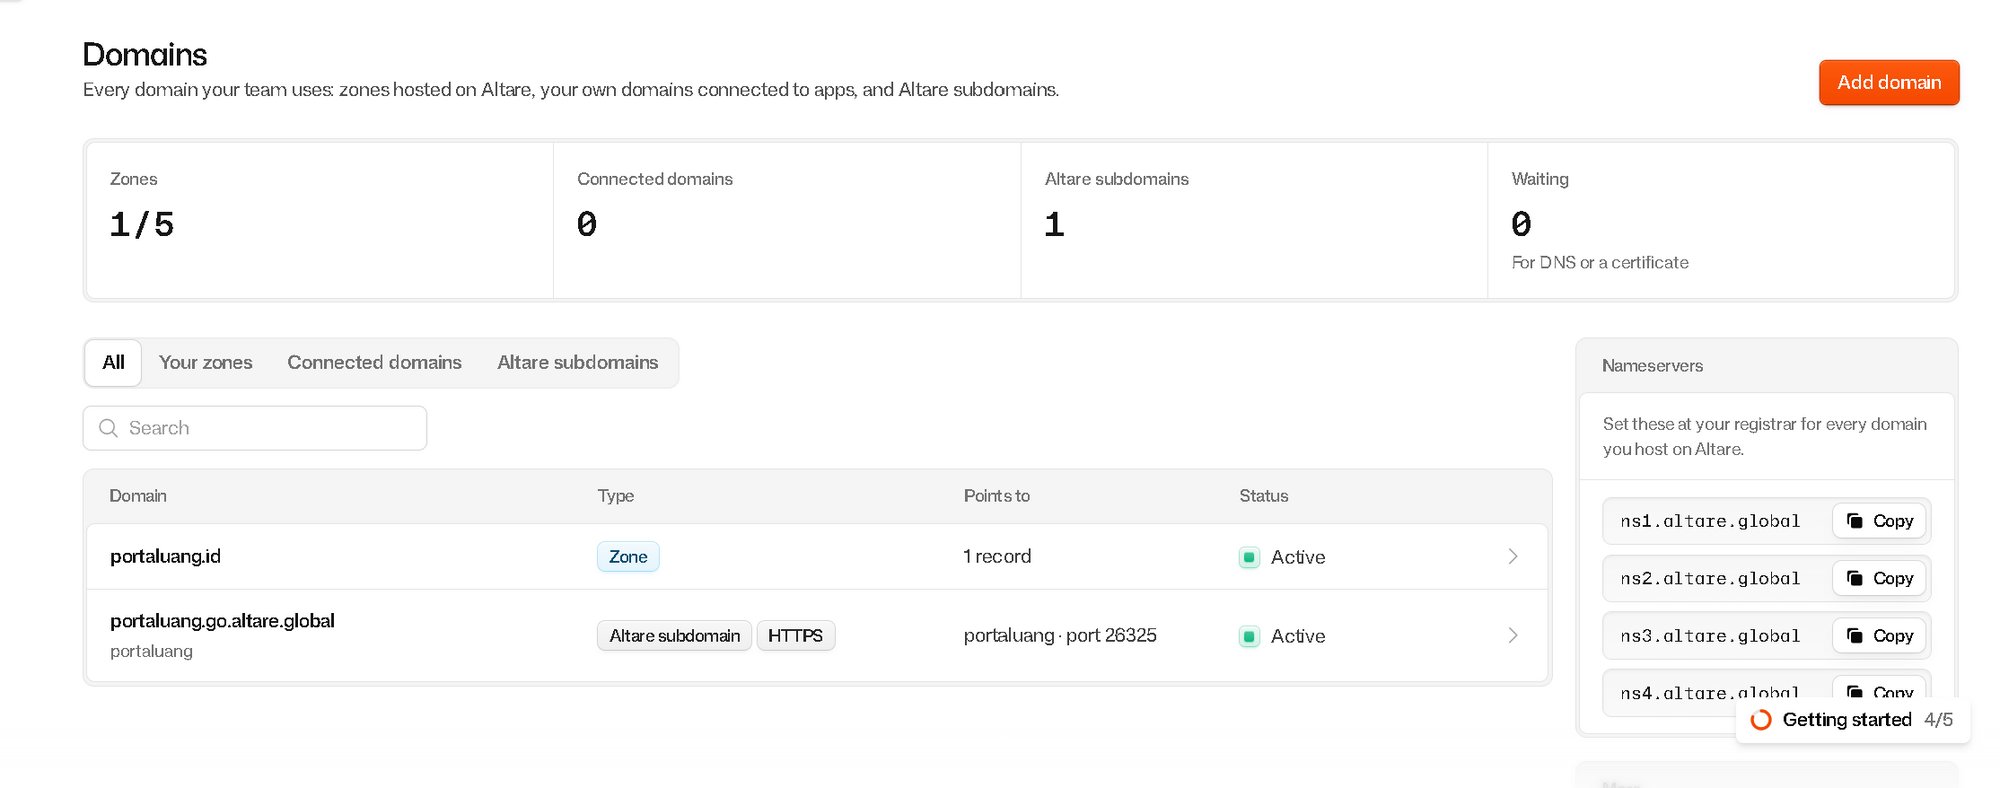 Domains
Every domain your team uses: zones hosted on Altare, your own domains connected to apps, and Altare subdomains.
Add domain
Zones
1/5
Connected domains
0
Altare subdomains
1
Waiting
0
For DNS or a certificate
All
Your zones
Connected domains
Altare subdomains
Search
Domain
Type
Points to
Status
portaluang.id
Zone
1 record
Active
portaluang.go.altare.global
portaluang
Altare subdomain
HTTPS
portaluang · port 26325
Active
Nameservers
Set these at your registrar for every domain
you host on Altare.
ns1.altare.global
Copy
ns2.altare.global
Copy
ns3.altare.global
Copy
ns4.altare.global
Copy
Getting started 4/5